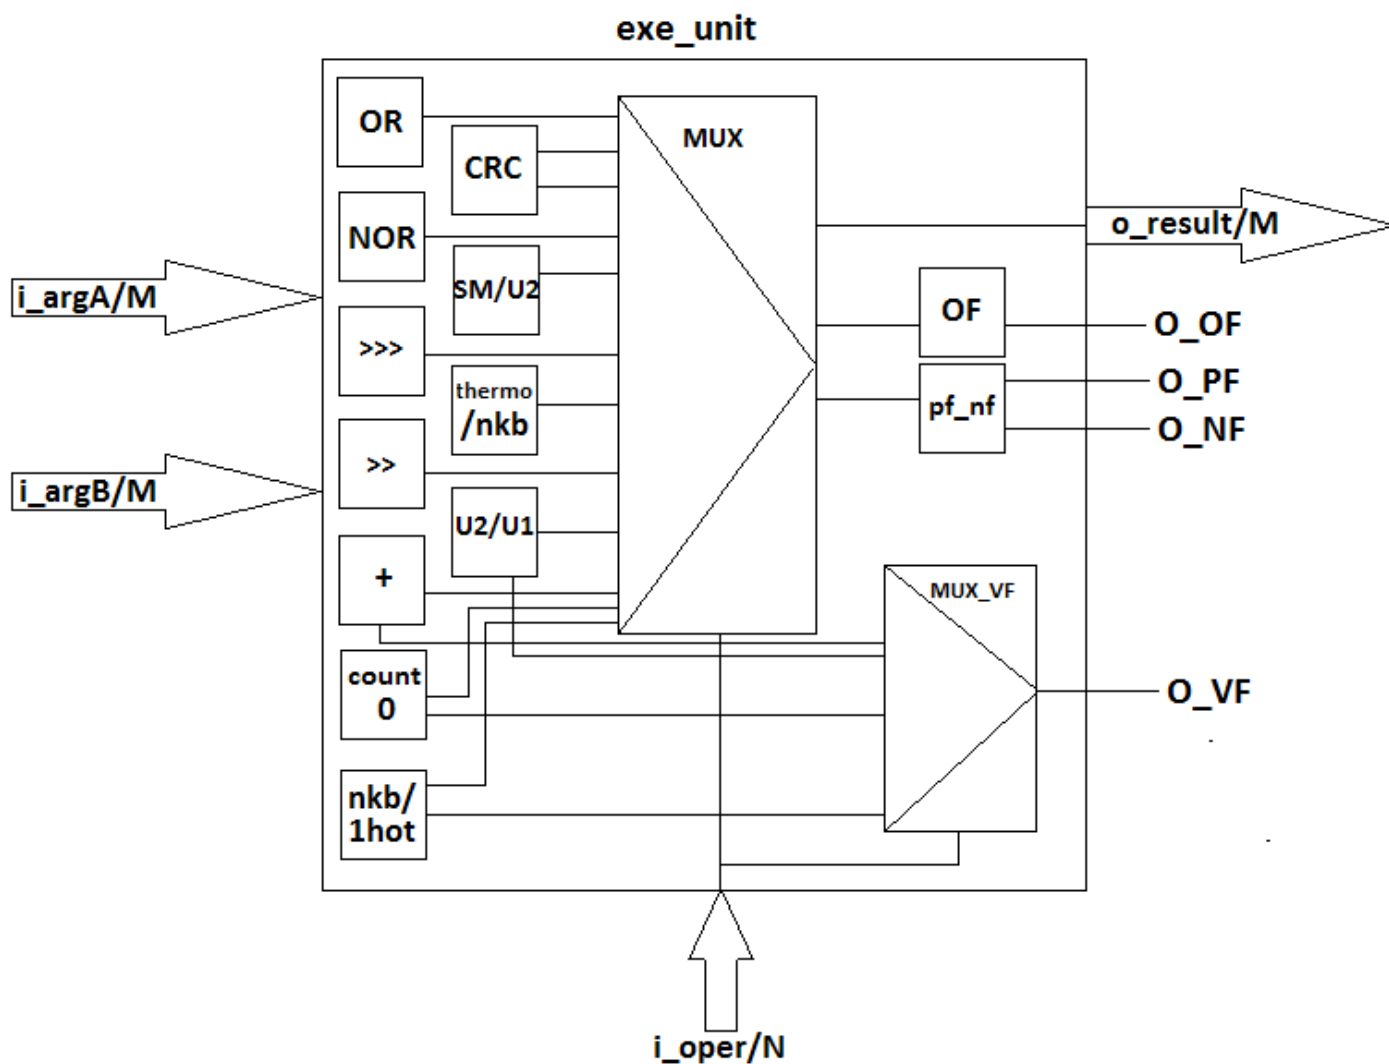 exe_unit
OR
MUX
CRC
NOR
o_result/M
SM/U2
i_argA/M
OF
O_OF
>>>
thermo
/nkb
pf_nf
O_PF
O_NF
>>
i_argB/M
U2/U1
+
MUX_VF
count
0
O_VF
nkb/
1hot
i_oper/N